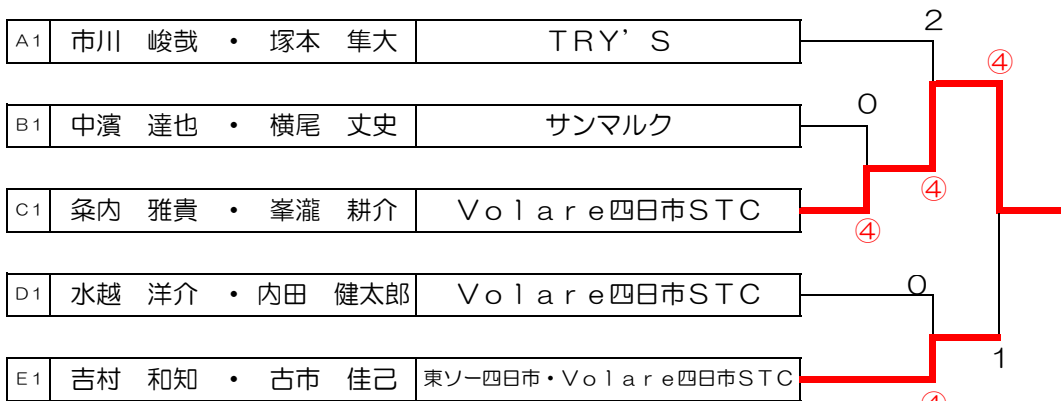 2
A1 市川 峻哉 ・ 塚本 隼大 TRY'S
④
0
B1 中濱 達也 ・ 横尾 丈史 サンマルク
④
C1 粂内 雅貴 ・ 峯瀧 耕介 Volare四日市STC
④
0
D1 水越 洋介 ・ 内田 健太郎 Volare四日市STC
1
E1 吉村 和知 ・ 古市 佳己 東ソー四日市・Volare四日市STC
④